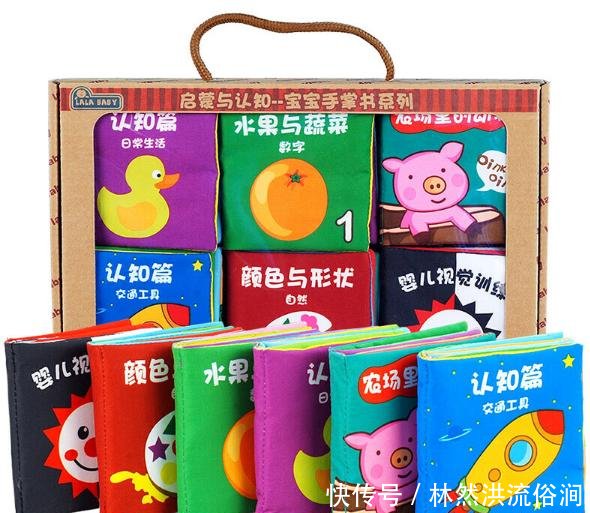 LALA BABY
启蒙与认知--宝宝手掌书系列
认知篇
日常生活
水果与蔬菜
数字
1
农场里的动
Oink
Oink
认知篇
交通工具
颜色与形状
自然
婴儿视觉训练
婴儿视
颜色
水果
认
日
农场里
认知篇
交通工具
快传号 / 林然洪流俗涧